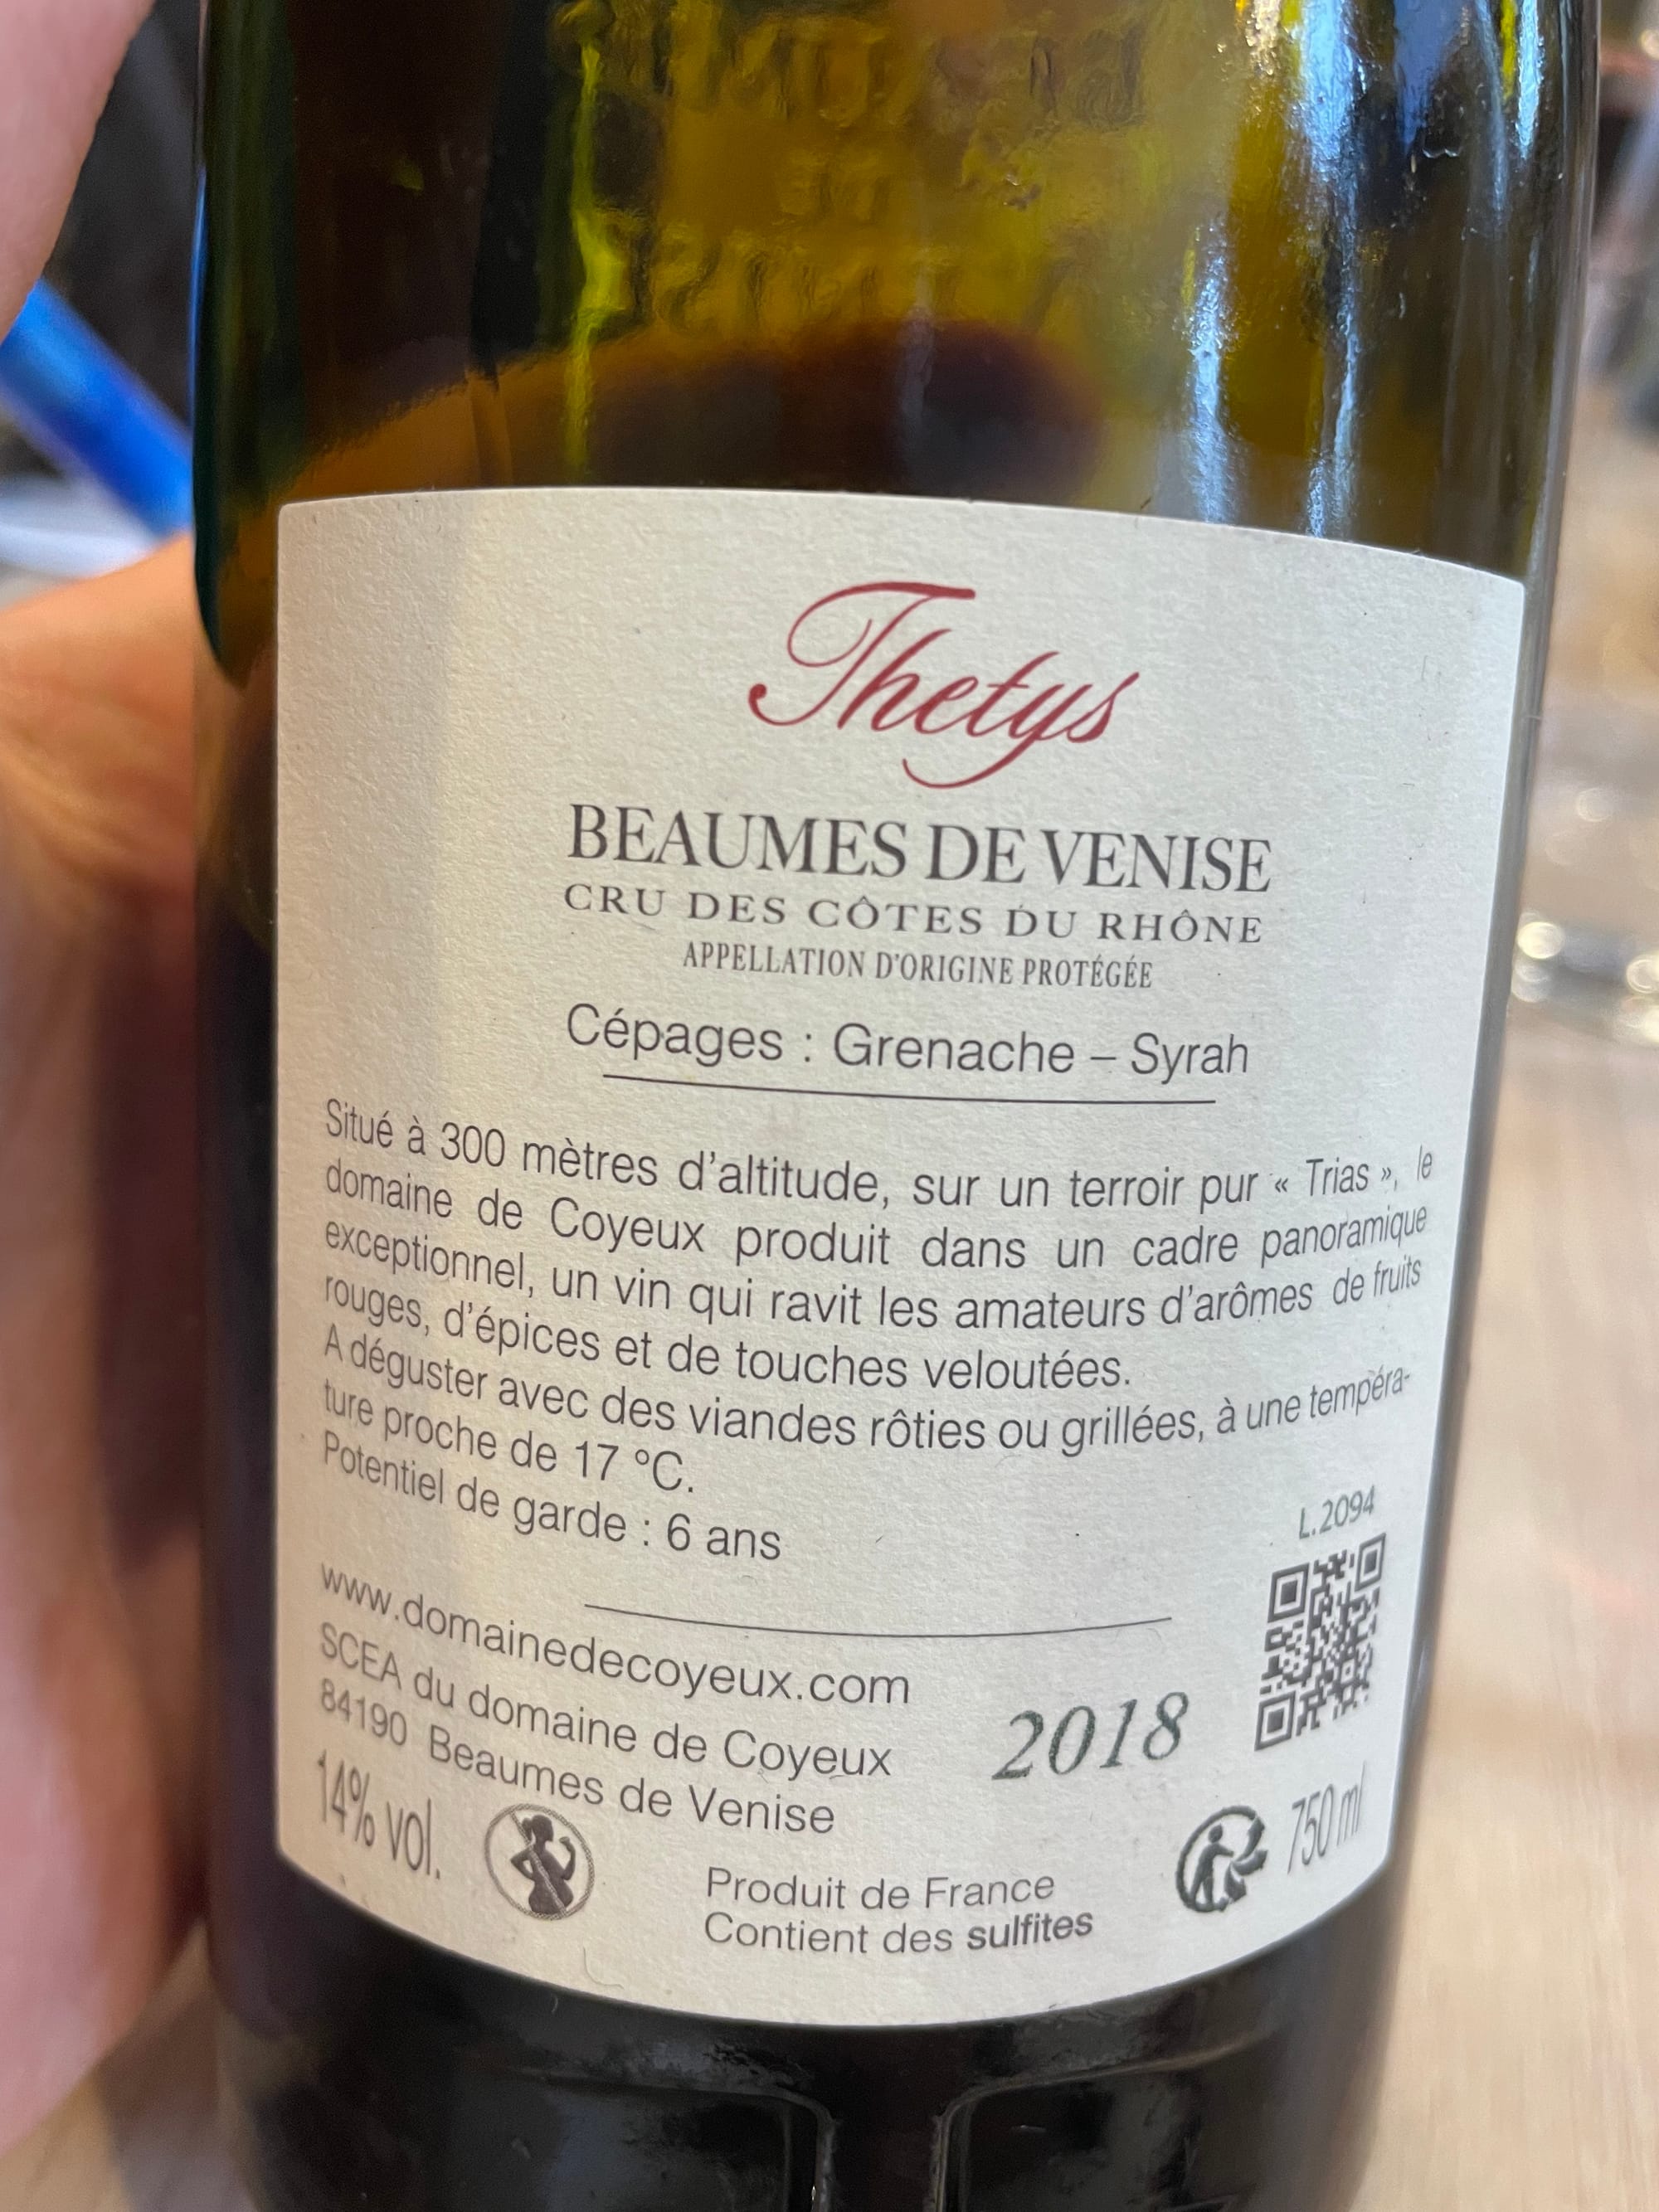 Thetys
BEAUMES DE VENISE
CRU DES CÔTES DU RHÔNE
APPELLATION D'ORIGINE PROTÉGÉE
Cépages : Grenache – Syrah
Situé à 300 mètres d'altitude, sur un terroir pur « Trias », le
domaine de Coyeux produit dans un cadre panoramique
exceptionnel, un vin qui ravit les amateurs d'arômes de fruits
rouges, d'épices et de touches veloutées.
A déguster avec des viandes rôties ou grillées, à une tempéra-
ture proche de 17 °C.
Potentiel de garde : 6 ans
L.2094
www.domainedecoyeux.com
SCEA du domaine de Coyeux
84190 Beaumes de Venise
2018
14% vol.
750 ml
Produit de France
Contient des sulfites